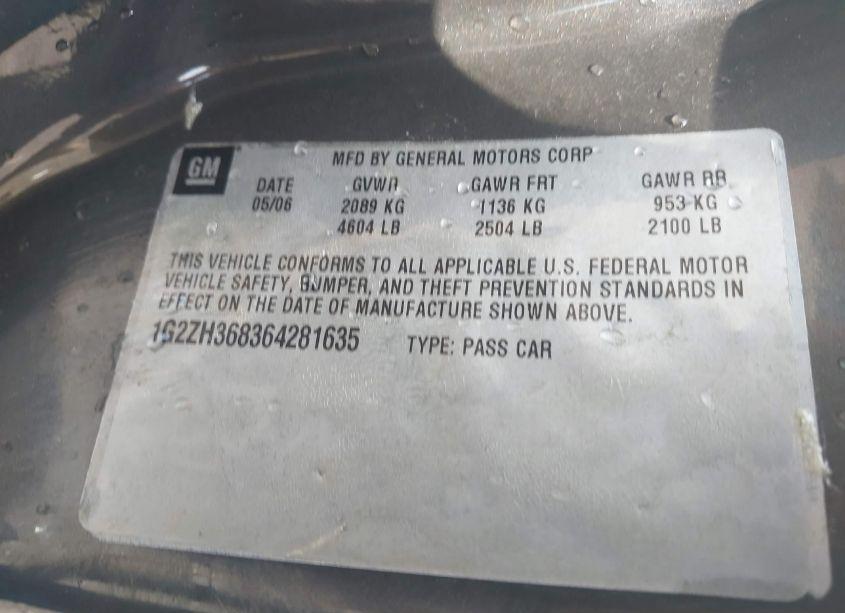 GM
MFD BY GENERAL MOTORS CORP
DATE GVWR GAWR FRT GAWR RR
05/06 2089 KG 1136 KG 953 KG
4604 LB 2504 LB 2100 LB
THIS VEHICLE CONFORMS TO ALL APPLICABLE U.S. FEDERAL MOTOR
VEHICLE SAFETY, BUMPER, AND THEFT PREVENTION STANDARDS IN
EFFECT ON THE DATE OF MANUFACTURE SHOWN ABOVE.
1G2ZH368364281635 TYPE: PASS CAR